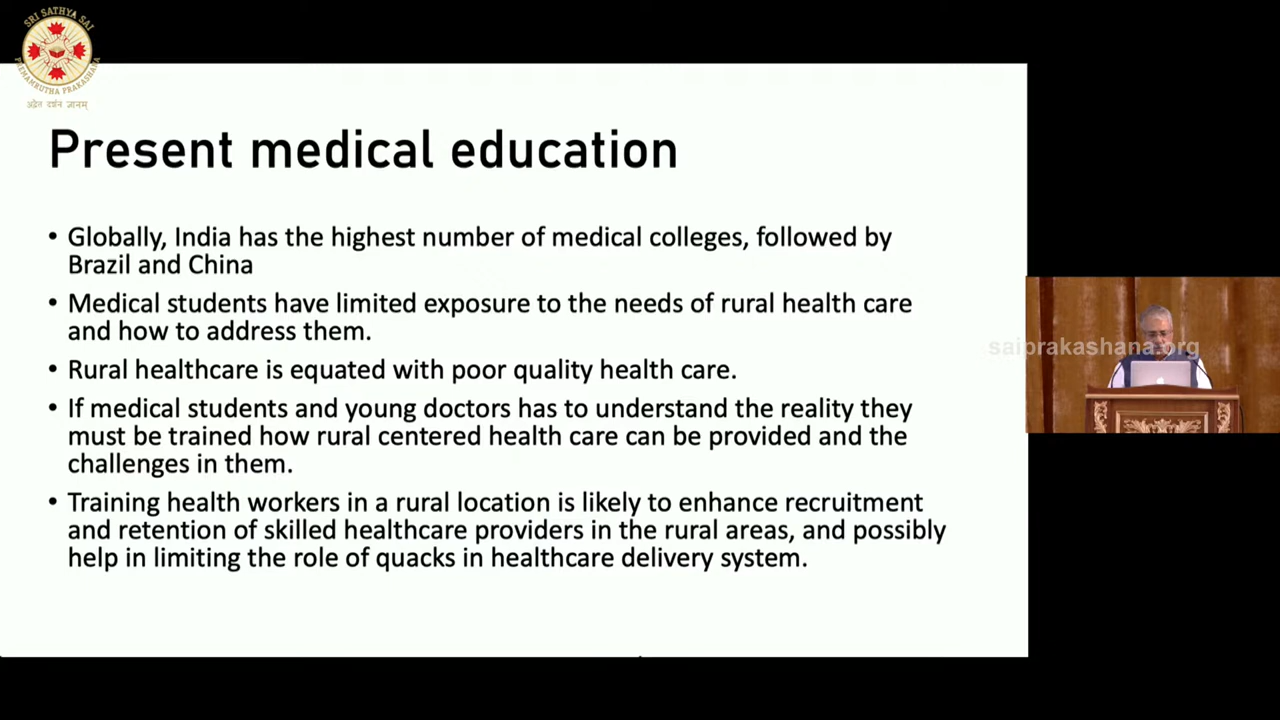 SRI SATHYA SAI
PREMAMRUTHA PRAKASHANA
अद्वैत दर्शन ज्ञानम्
Present medical education
• Globally, India has the highest number of medical colleges, followed by
Brazil and China
• Medical students have limited exposure to the needs of rural health care
and how to address them.
• Rural healthcare is equated with poor quality health care.
• If medical students and young doctors has to understand the reality they
must be trained how rural centered health care can be provided and the
challenges in them.
• Training health workers in a rural location is likely to enhance recruitment
and retention of skilled healthcare providers in the rural areas, and possibly
help in limiting the role of quacks in healthcare delivery system.
saiprakashana.org